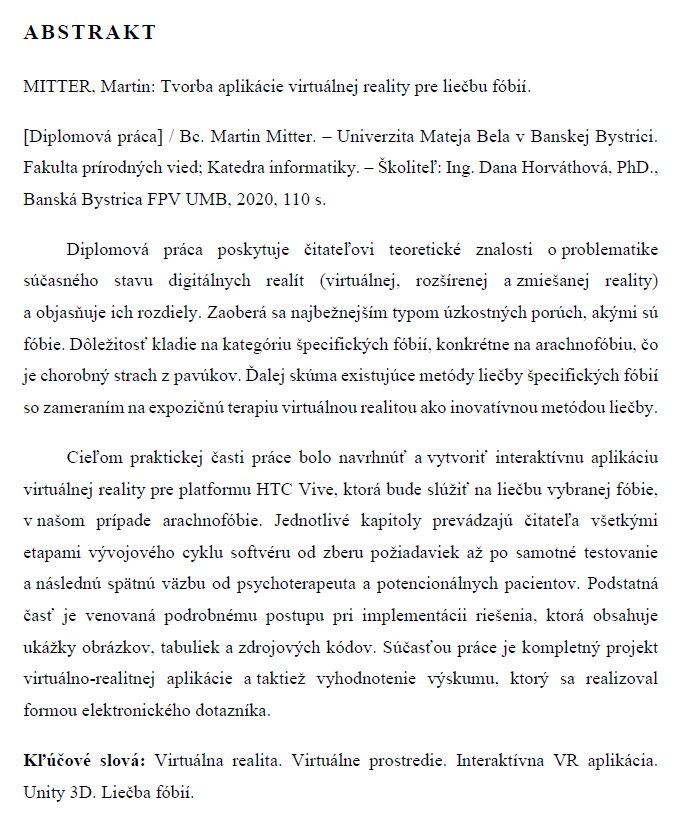 ABSTRAKT
MITTER, Martin: Tvorba aplikácie virtuálnej reality pre liečbu fóbií.
[Diplomová práca] / Bc. Martin Mitter. – Univerzita Mateja Bela v Banskej Bystrici.
Fakulta prírodných vied; Katedra informatiky. – Školiteľ: Ing. Dana Horváthová, PhD.,
Banská Bystrica FPV UMB, 2020, 110 s.
Diplomová práca poskytuje čitateľovi teoretické znalosti o problematike
súčasného stavu digitálnych realít (virtuálnej, rozšírenej a zmiešanej reality)
a objasňuje ich rozdiely. Zaoberá sa najbežnejším typom úzkostných porúch, akými sú
fóbie. Dôležitosť kladie na kategóriu špecifických fóbií, konkrétne na arachnofóbiu, čo
je chorobný strach z pavúkov. Ďalej skúma existujúce metódy liečby špecifických fóbií
so zameraním na expozičnú terapiu virtuálnou realitou ako inovatívnou metódou liečby.
Cieľom praktickej časti práce bolo navrhnúť a vytvoriť interaktívnu aplikáciu
virtuálnej reality pre platformu HTC Vive, ktorá bude slúžiť na liečbu vybranej fóbie,
v našom prípade arachnofóbie. Jednotlivé kapitoly prevádzajú čitateľa všetkými
etapami vývojového cyklu softvéru od zberu požiadaviek až po samotné testovanie
a následnú spätnú väzbu od psychoterapeuta a potencionálnych pacientov. Podstatná
časť je venovaná podrobnému postupu pri implementácii riešenia, ktorá obsahuje
ukážky obrázkov, tabuliek a zdrojových kódov. Súčasťou práce je kompletný projekt
virtuálno-realitnej aplikácie a taktiež vyhodnotenie výskumu, ktorý sa realizoval
formou elektronického dotazníka.
Kľúčové slová: Virtuálna realita. Virtuálne prostredie. Interaktívna VR aplikácia.
Unity 3D. Liečba fóbií.